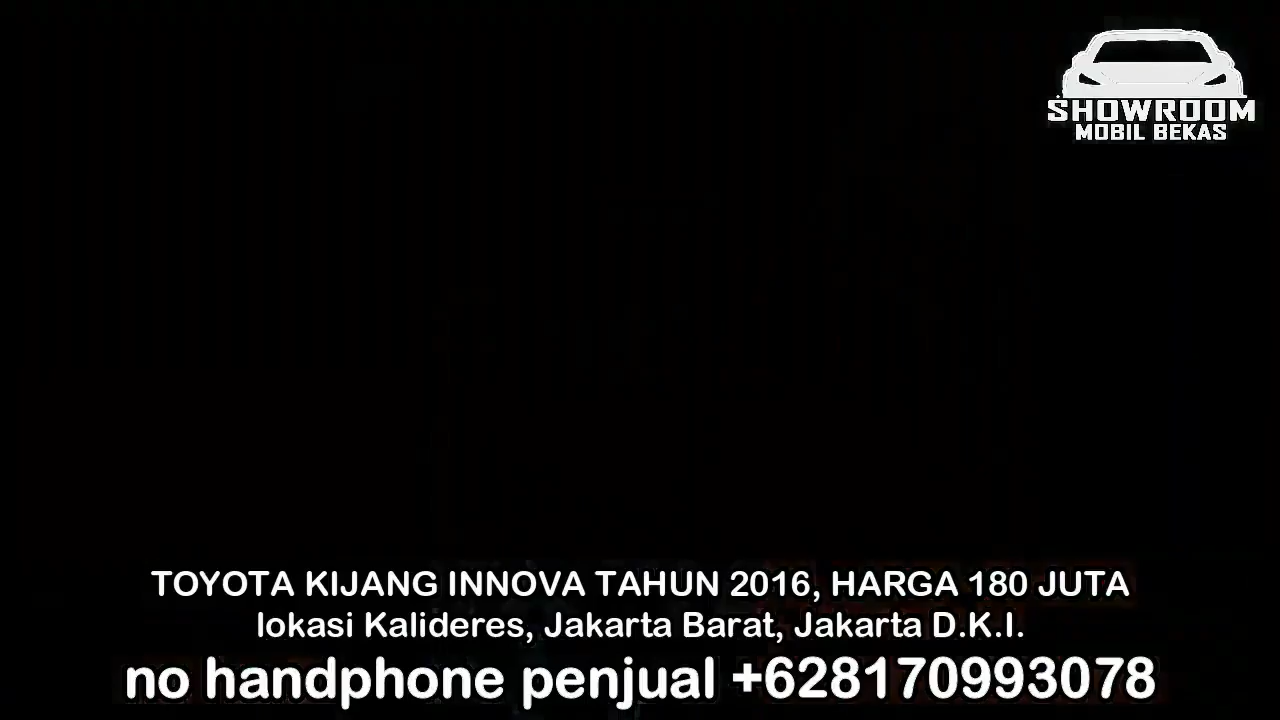 SHOWROOM
MOBIL BEKAS
TOYOTA KIJANG INNOVA TAHUN 2016, HARGA 180 JUTA
lokasi Kalideres, Jakarta Barat, Jakarta D.K.I.
no handphone penjual +628170993078